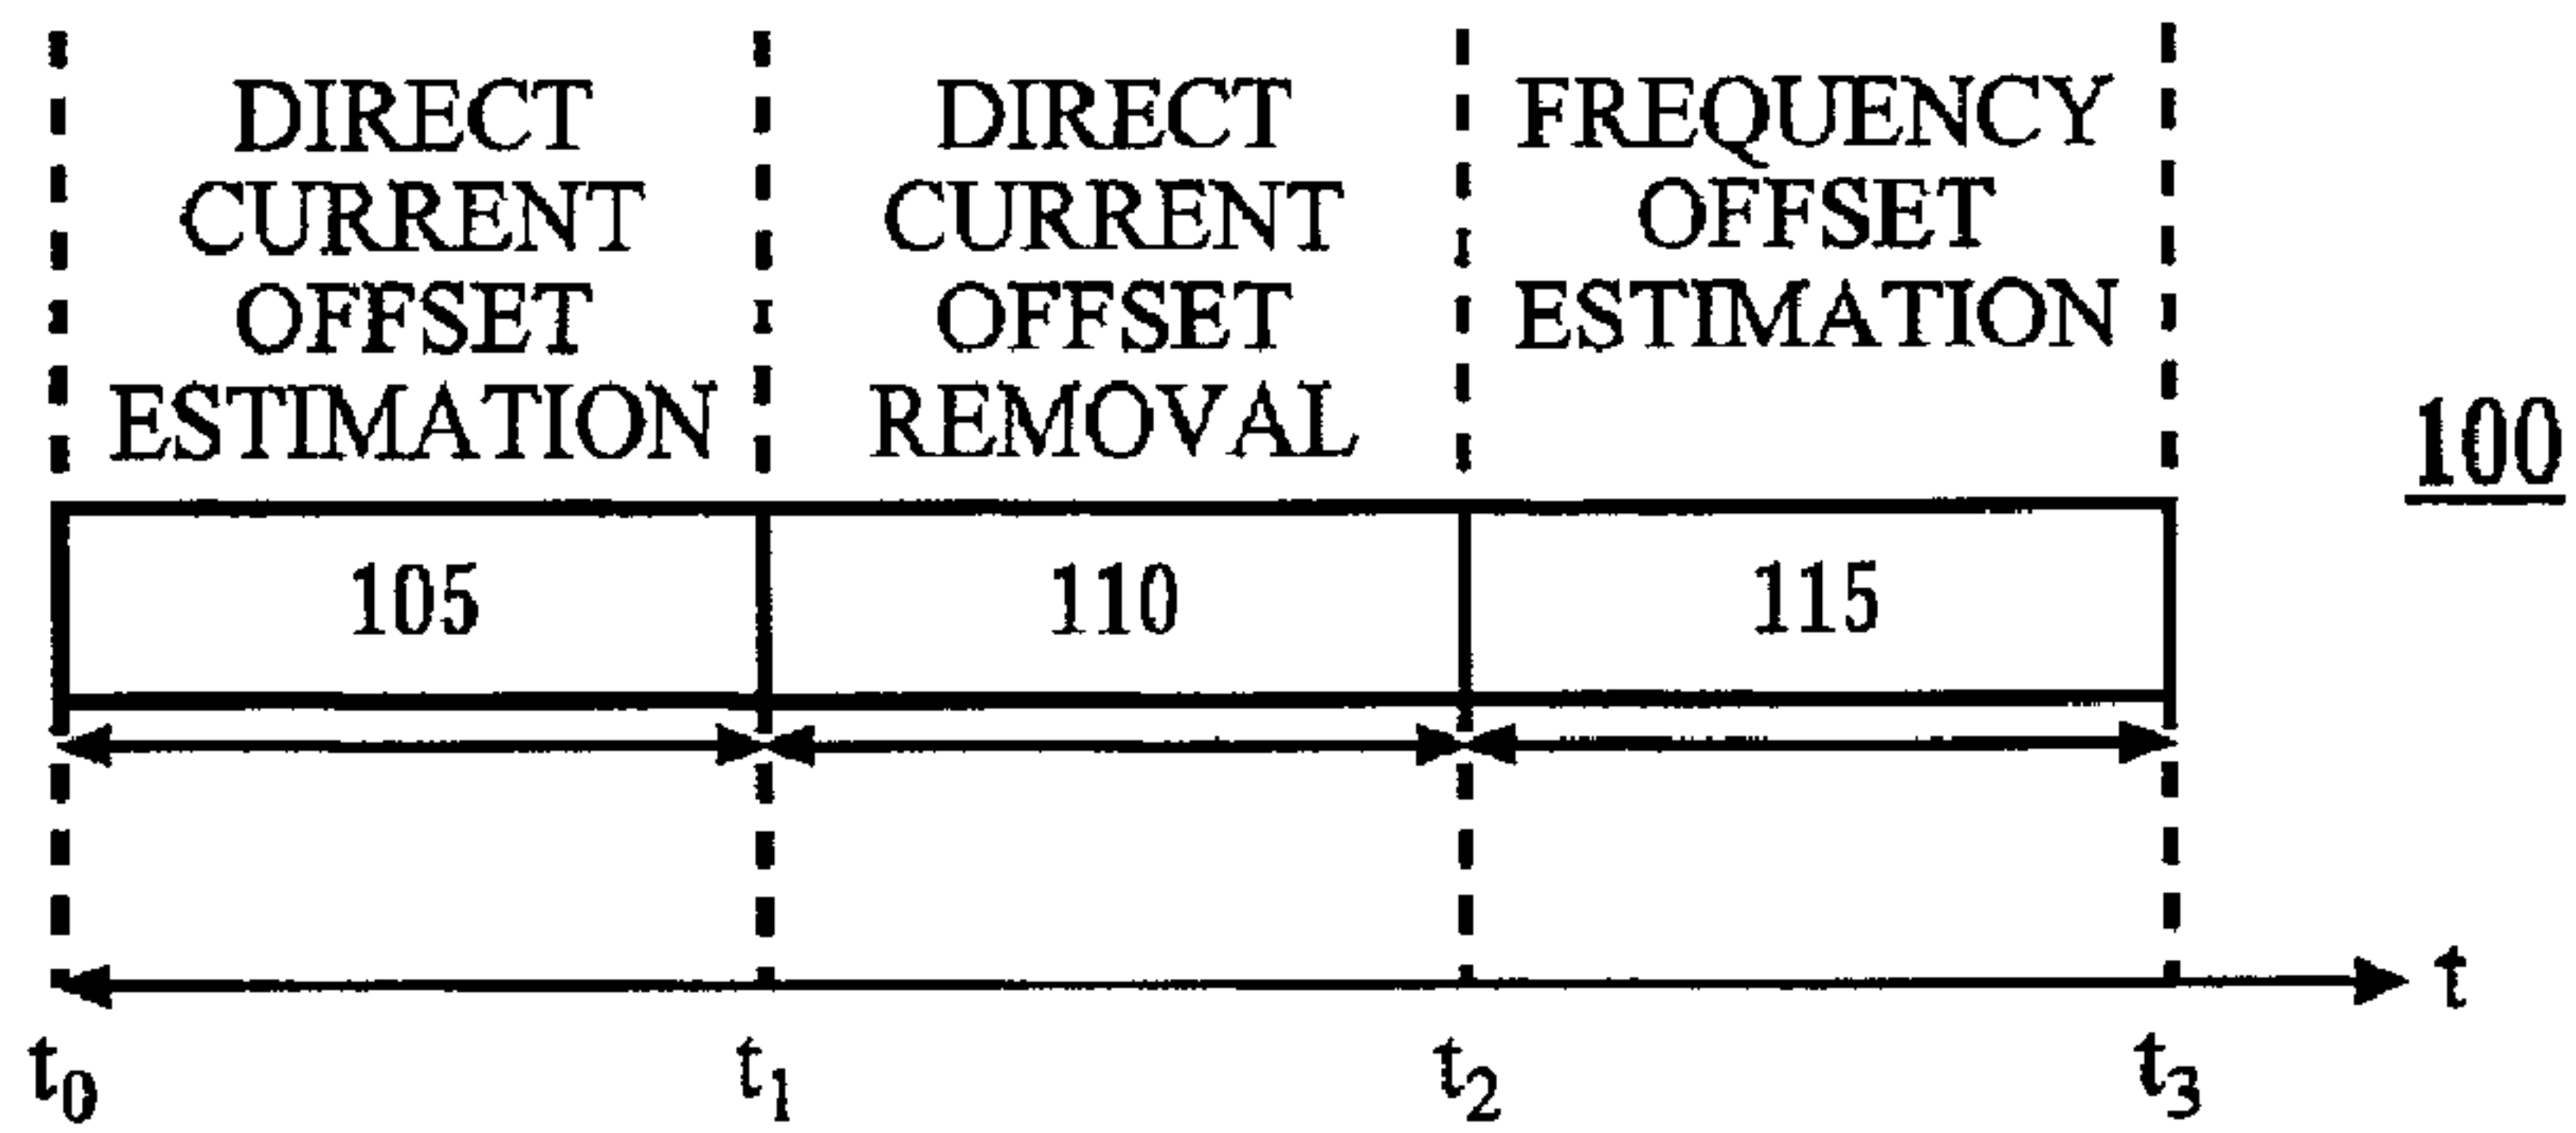 DIRECT
CURRENT
OFFSET
ESTIMATION
DIRECT
CURRENT
OFFSET
REMOVAL
FREQUENCY
OFFSET
ESTIMATION
100
105
110
115
t
t0
t1
t2
t3